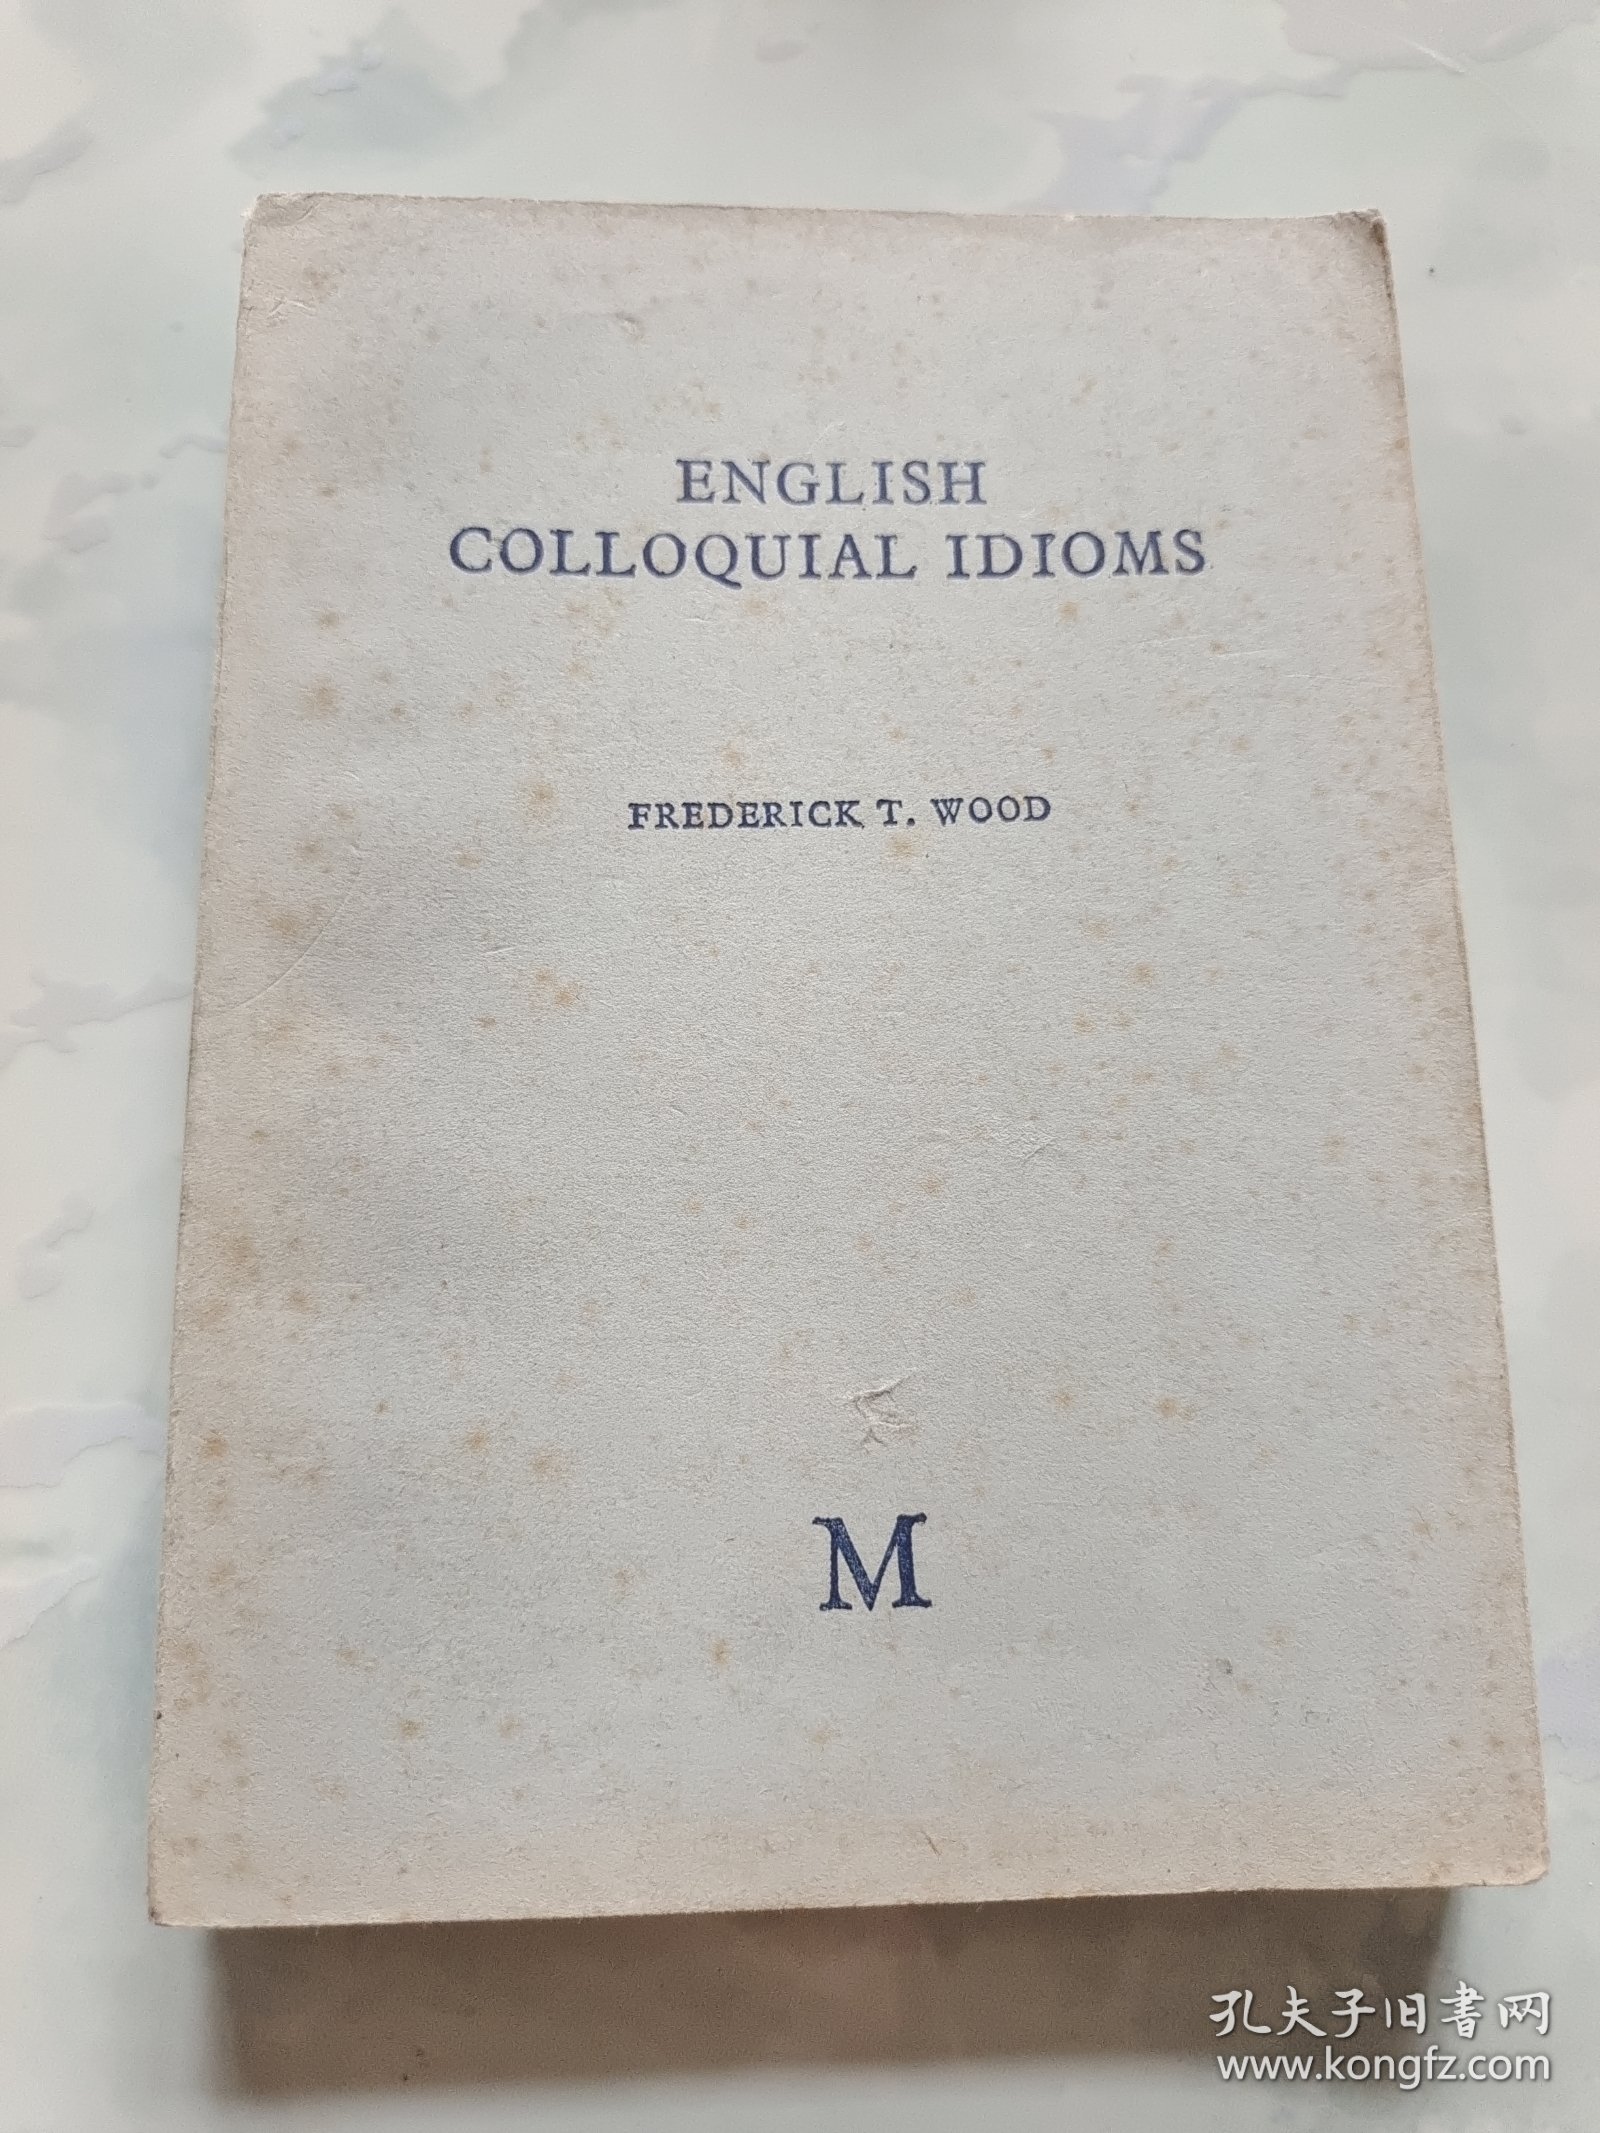 ENGLISH
COLLOQUIAL IDIOMS
FREDERICK T. WOOD
M
孔夫子旧书网
www.kongfz.com